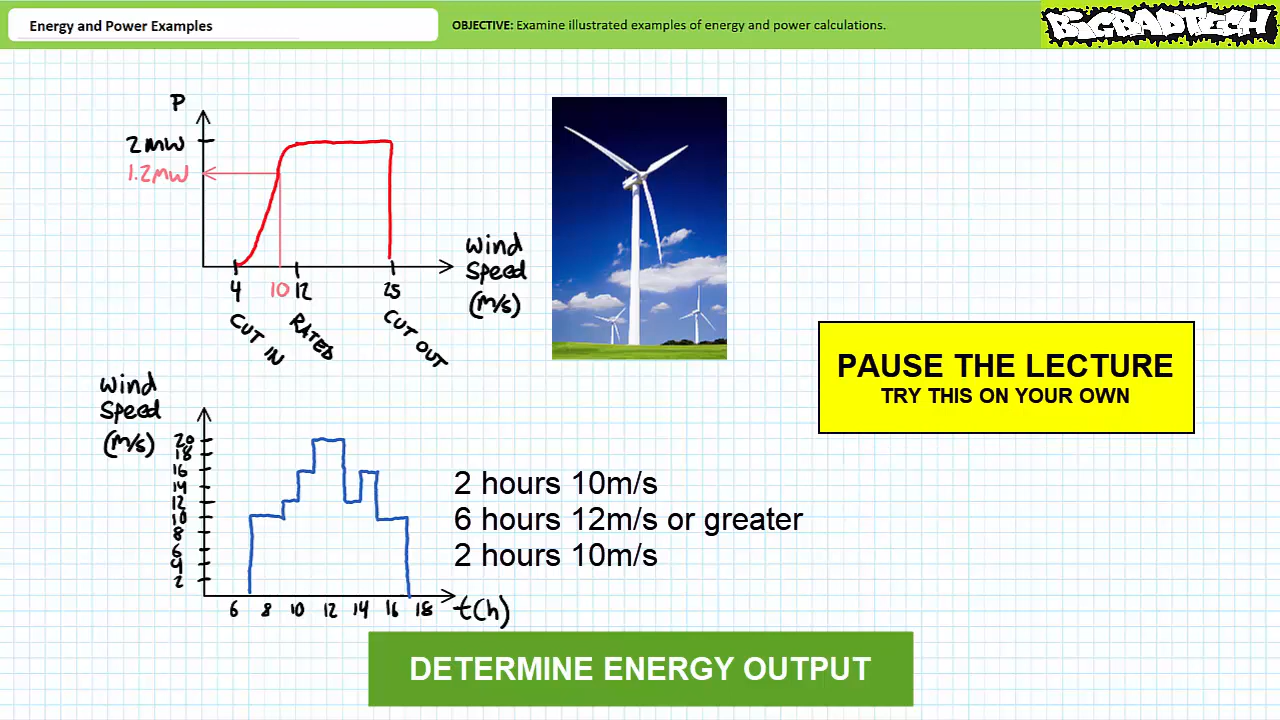 Energy and Power Examples
OBJECTIVE: Examine illustrated examples of energy and power calculations.
BIGBADTECH
P
2MW
1.2MW
Wind
Speed
(m/s)
4 10 12 25
CUT IN
RATED
CUT OUT
PAUSE THE LECTURE
TRY THIS ON YOUR OWN
Wind
Speed
(m/s)
20
18
16
14
12
10
8
6
4
2
6 8 10 12 14 16 18 t(h)
2 hours 10m/s
6 hours 12m/s or greater
2 hours 10m/s
DETERMINE ENERGY OUTPUT